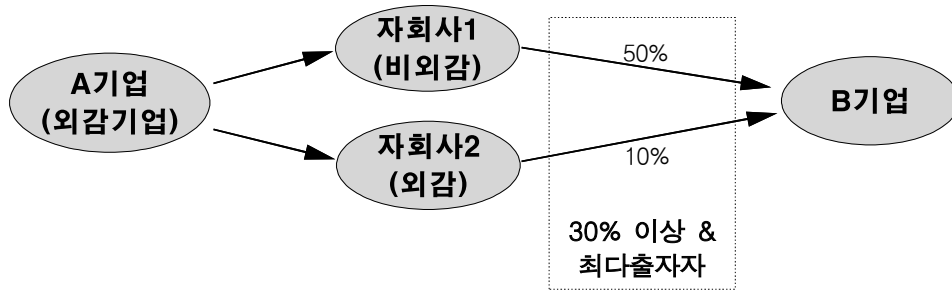 A기업
(외감기업)
자회사1
(비외감)
자회사2
(외감)
50%
10%
30% 이상 &
최다출자자
B기업